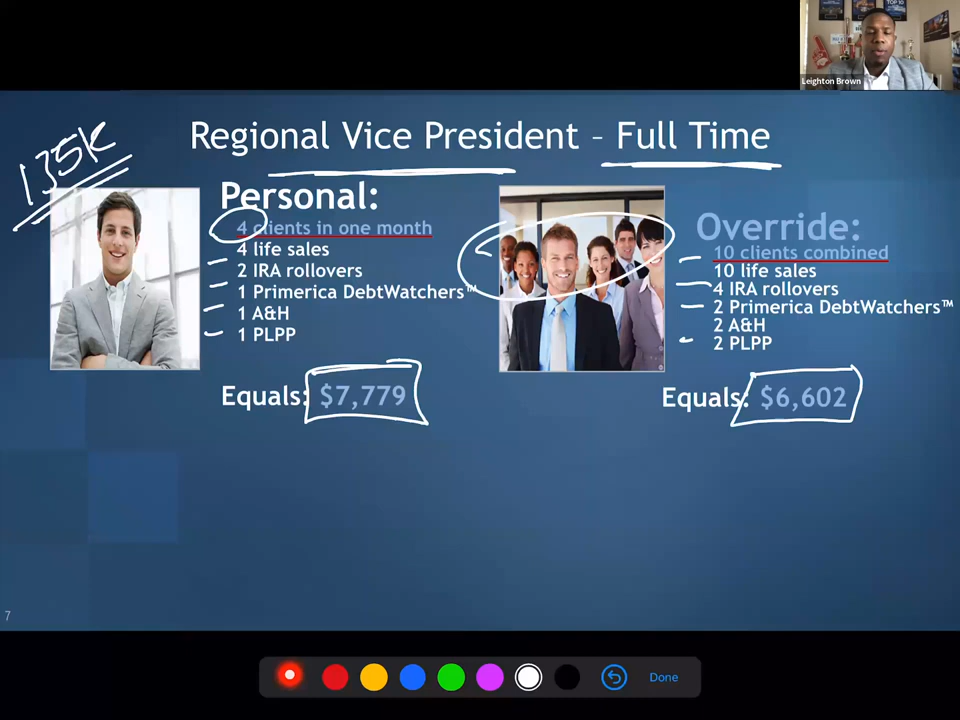 TOP 10
Leighton Brown
135K
Regional Vice President – Full Time
Personal:
4 clients in one month
4 life sales
2 IRA rollovers
1 Primerica DebtWatchers™
1 A&H
1 PLPP
Equals: $7,779
Override:
10 clients combined
10 life sales
4 IRA rollovers
2 Primerica DebtWatchers™
2 A&H
2 PLPP
Equals: $6,602
7
Done